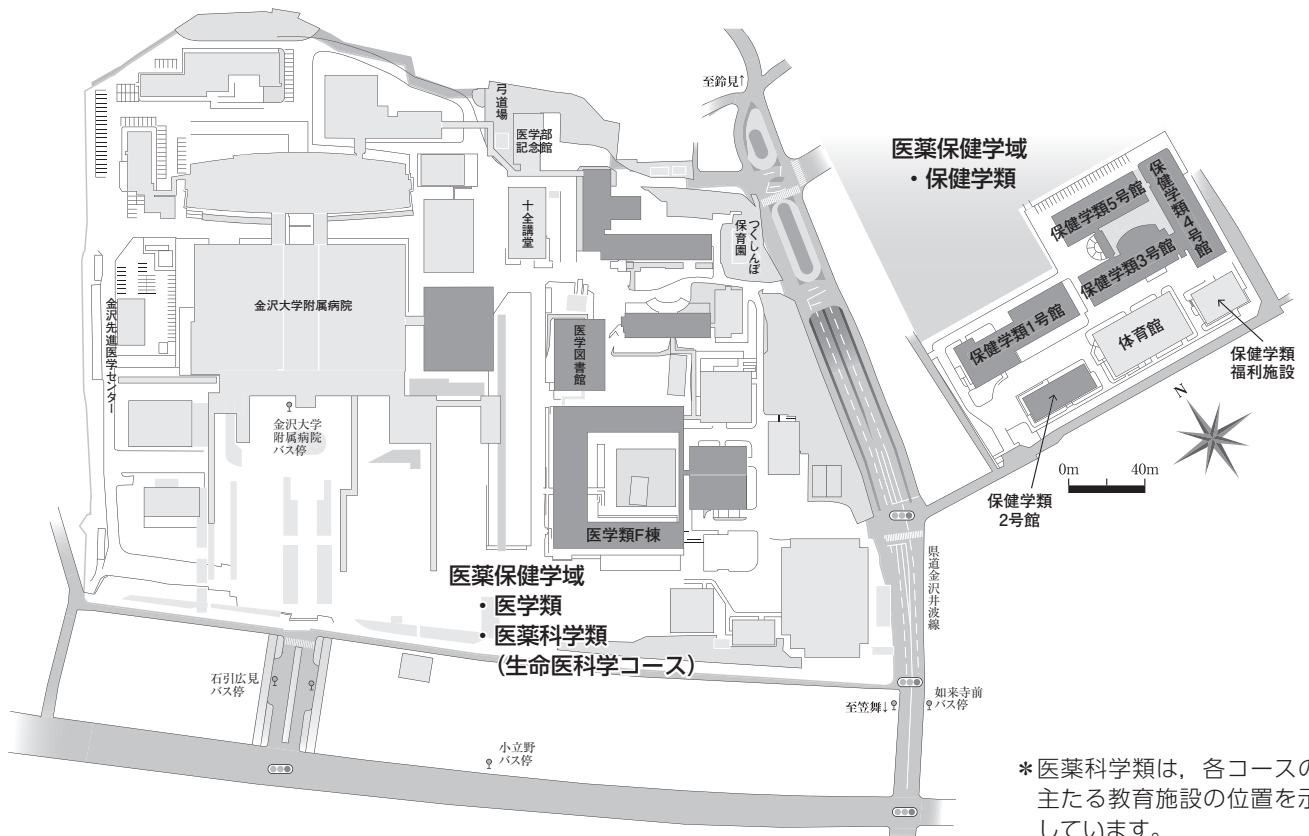 至鈴見↑
弓道場
医学部
記念館
医薬保健学域
・保健学類
保健学類5号館
保健学類4号館
保健学類3号館
保健学類1号館
体育館
保健学類
福利施設
保健学類
2号館
N
0m
40m
十全講堂
つくしんぼ
保育園
金沢大学附属病院
金沢先進医学センター
医学図書館
金沢大学
附属病院
バス停
医学類F棟
県道金沢井波線
医薬保健学域
・医学類
・医薬科学類
(生命医科学コース)
石引広見
バス停
至笠舞↓
如来寺前
バス停
小立野
バス停
*医薬科学類は，各コースの
主たる教育施設の位置を示
しています。